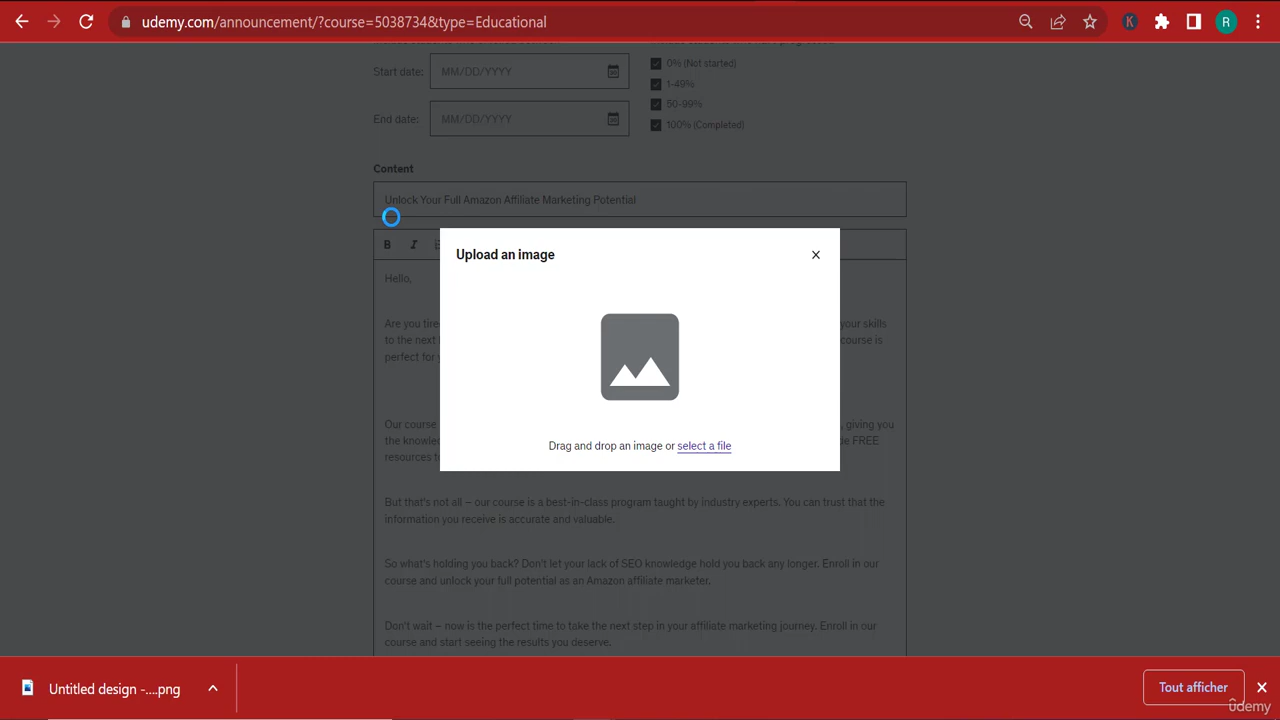 udemy.com/announcement/?course=5038734&type=Educational
K
R
Start date:
MM/DD/YYYY
0% (Not started)
1-49%
50-99%
End date:
MM/DD/YYYY
100% (Completed)
Content
Unlock Your Full Amazon Affiliate Marketing Potential
B I
Upload an image
Hello,
Are you tired
your skills
to the next
course is
perfect for
Drag and drop an image or select a file
Our course
, giving you
the knowled
FREE
resources
But that's not all – our course is a best-in-class program taught by industry experts. You can trust that the
information you receive is accurate and valuable.
So what's holding you back? Don't let your lack of SEO knowledge hold you back any longer. Enroll in our
course and unlock your full potential as an Amazon affiliate marketer.
Don't wait – now is the perfect time to take the next step in your affiliate marketing journey. Enroll in our
course and start seeing the results you deserve.
Untitled design -....png
Tout afficher
ûdemy